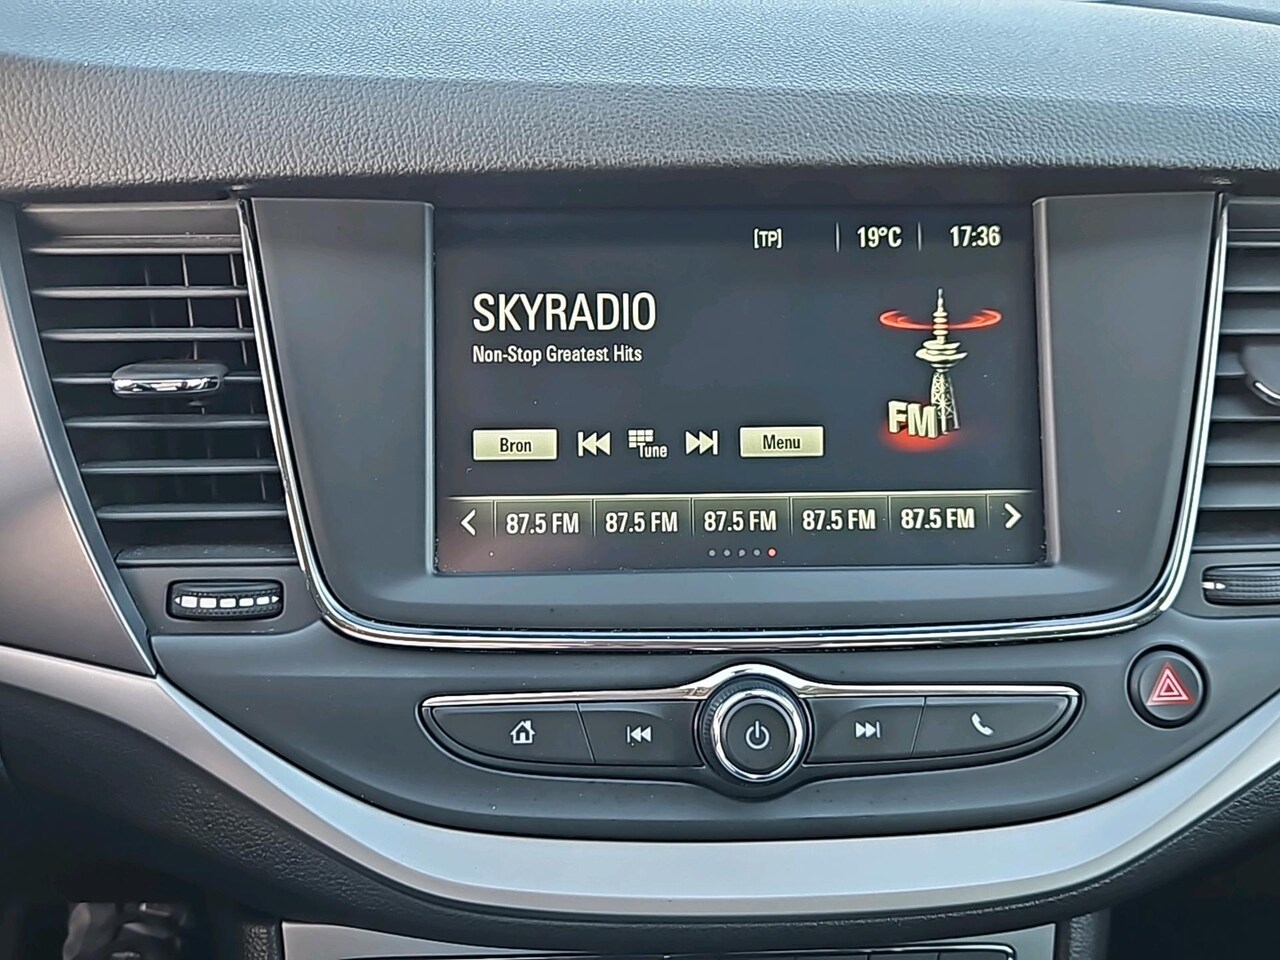 [TP] 19°C 17:36
SKYRADIO
Non-Stop Greatest Hits
FM
Bron Tune Menu
87.5 FM 87.5 FM 87.5 FM 87.5 FM 87.5 FM